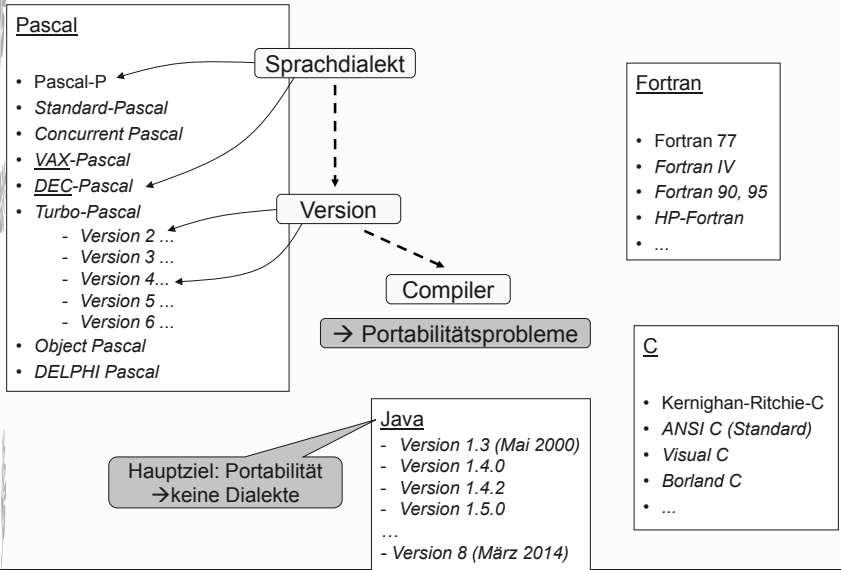 Pascal
• Pascal-P
• Standard-Pascal
• Concurrent Pascal
• VAX-Pascal
• DEC-Pascal
• Turbo-Pascal
- Version 2 ...
- Version 3 ...
- Version 4...
- Version 5 ...
- Version 6 ...
• Object Pascal
• DELPHI Pascal
Sprachdialekt
Version
Compiler
→ Portabilitätsprobleme
Fortran
• Fortran 77
• Fortran IV
• Fortran 90, 95
• HP-Fortran
• ...
C
• Kernighan-Ritchie-C
• ANSI C (Standard)
• Visual C
• Borland C
• ...
Hauptziel: Portabilität
→keine Dialekte
Java
- Version 1.3 (Mai 2000)
- Version 1.4.0
- Version 1.4.2
- Version 1.5.0
…
- Version 8 (März 2014)